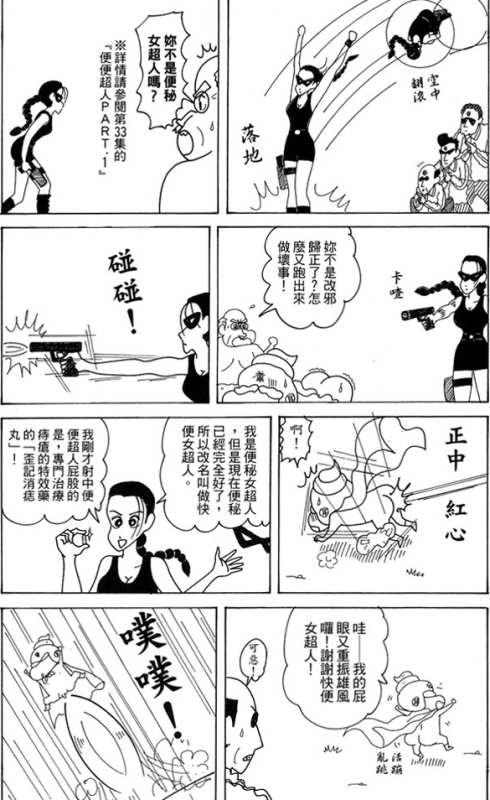 空中
翻滾
落地
妳不是便秘
女超人嗎?
※詳情請參閱第33集的
『便便超人PART.1』
卡喳
妳不是改邪
歸正了?怎
麼又跑出來
做壞事!
碰碰!
正中
紅心
啊!
我是便秘女超人
,但是現在便秘
已經完全好了,
所以改名叫做快
便女超人。
我剛才射中便
便超人屁股的
是,專門治療
痔瘡的特效藥
的「歪記消痣
丸」!
活蹦
亂跳
哇——我的屁
眼又重振雄風
囉!謝謝快便
女超人!
可惡!
噗噗!